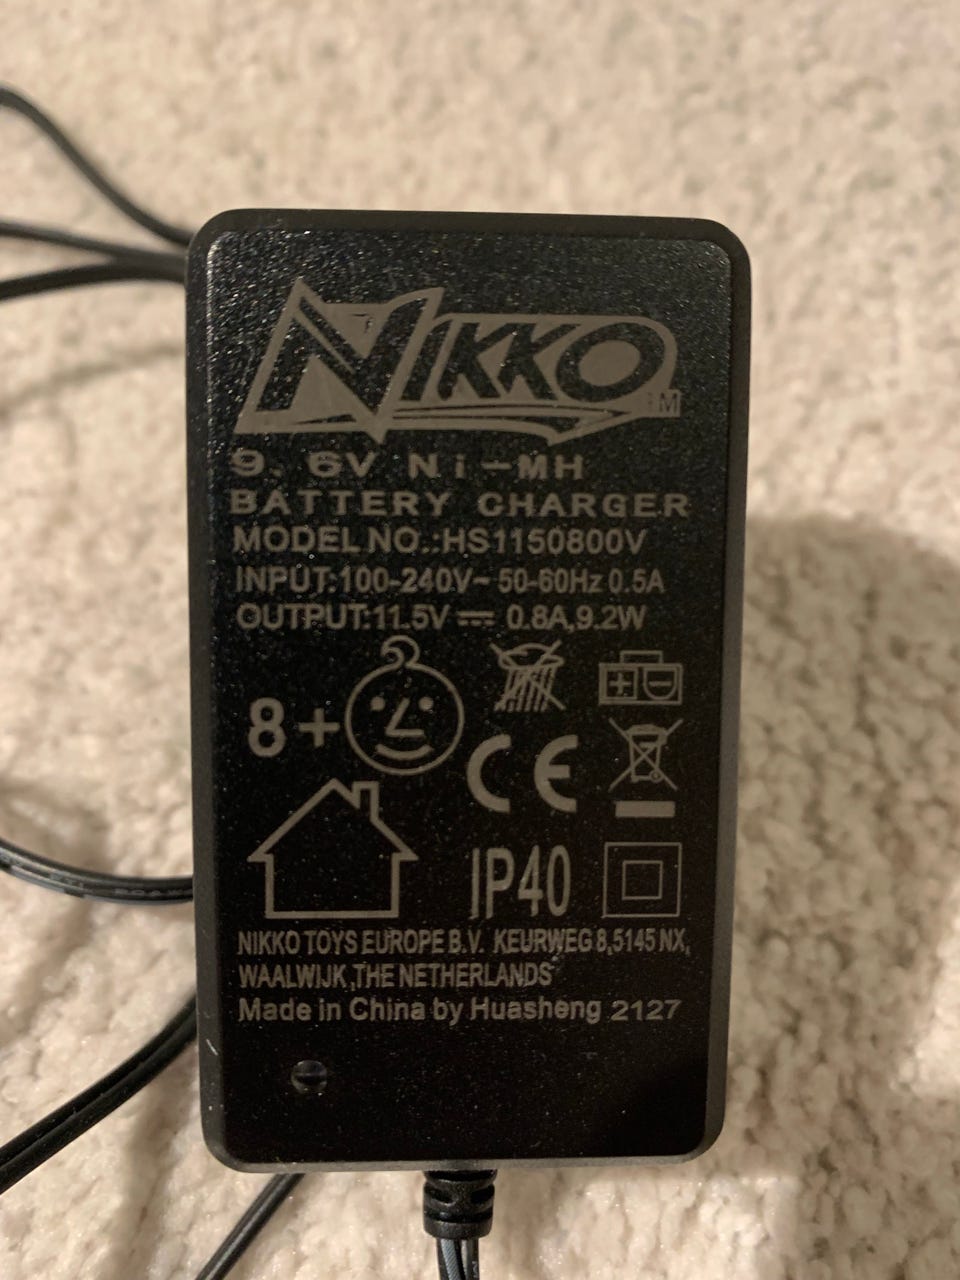 NIKKO TM
9.6V Ni-MH
BATTERY CHARGER
MODEL NO.:HS1150800V
INPUT:100-240V~ 50-60Hz 0.5A
OUTPUT:11.5V ⎓ 0.8A,9.2W
8+
CE
IP40
NIKKO TOYS EUROPE B.V. KEURWEG 8,5145 NX,
WAALWIJK,THE NETHERLANDS
Made in China by Huasheng 2127